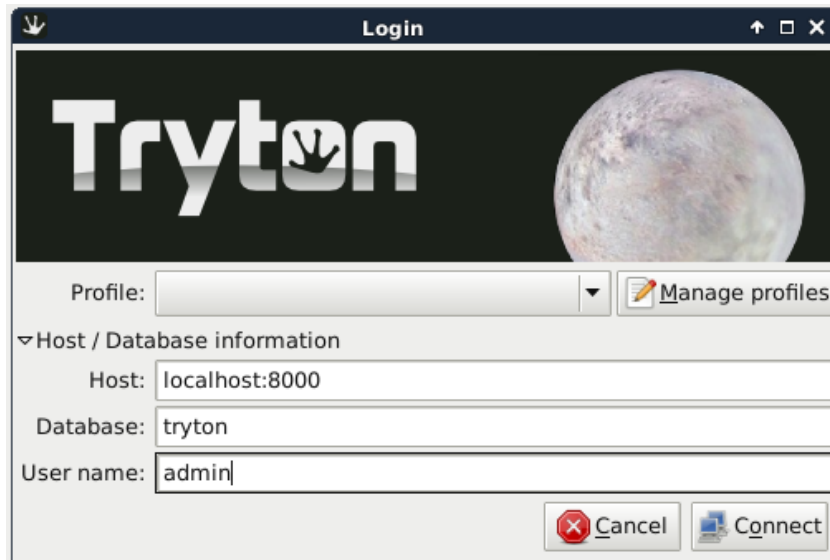 Login
Tryton
Profile:
Manage profiles
Host / Database information
Host: localhost:8000
Database: tryton
User name: admin
Cancel Connect